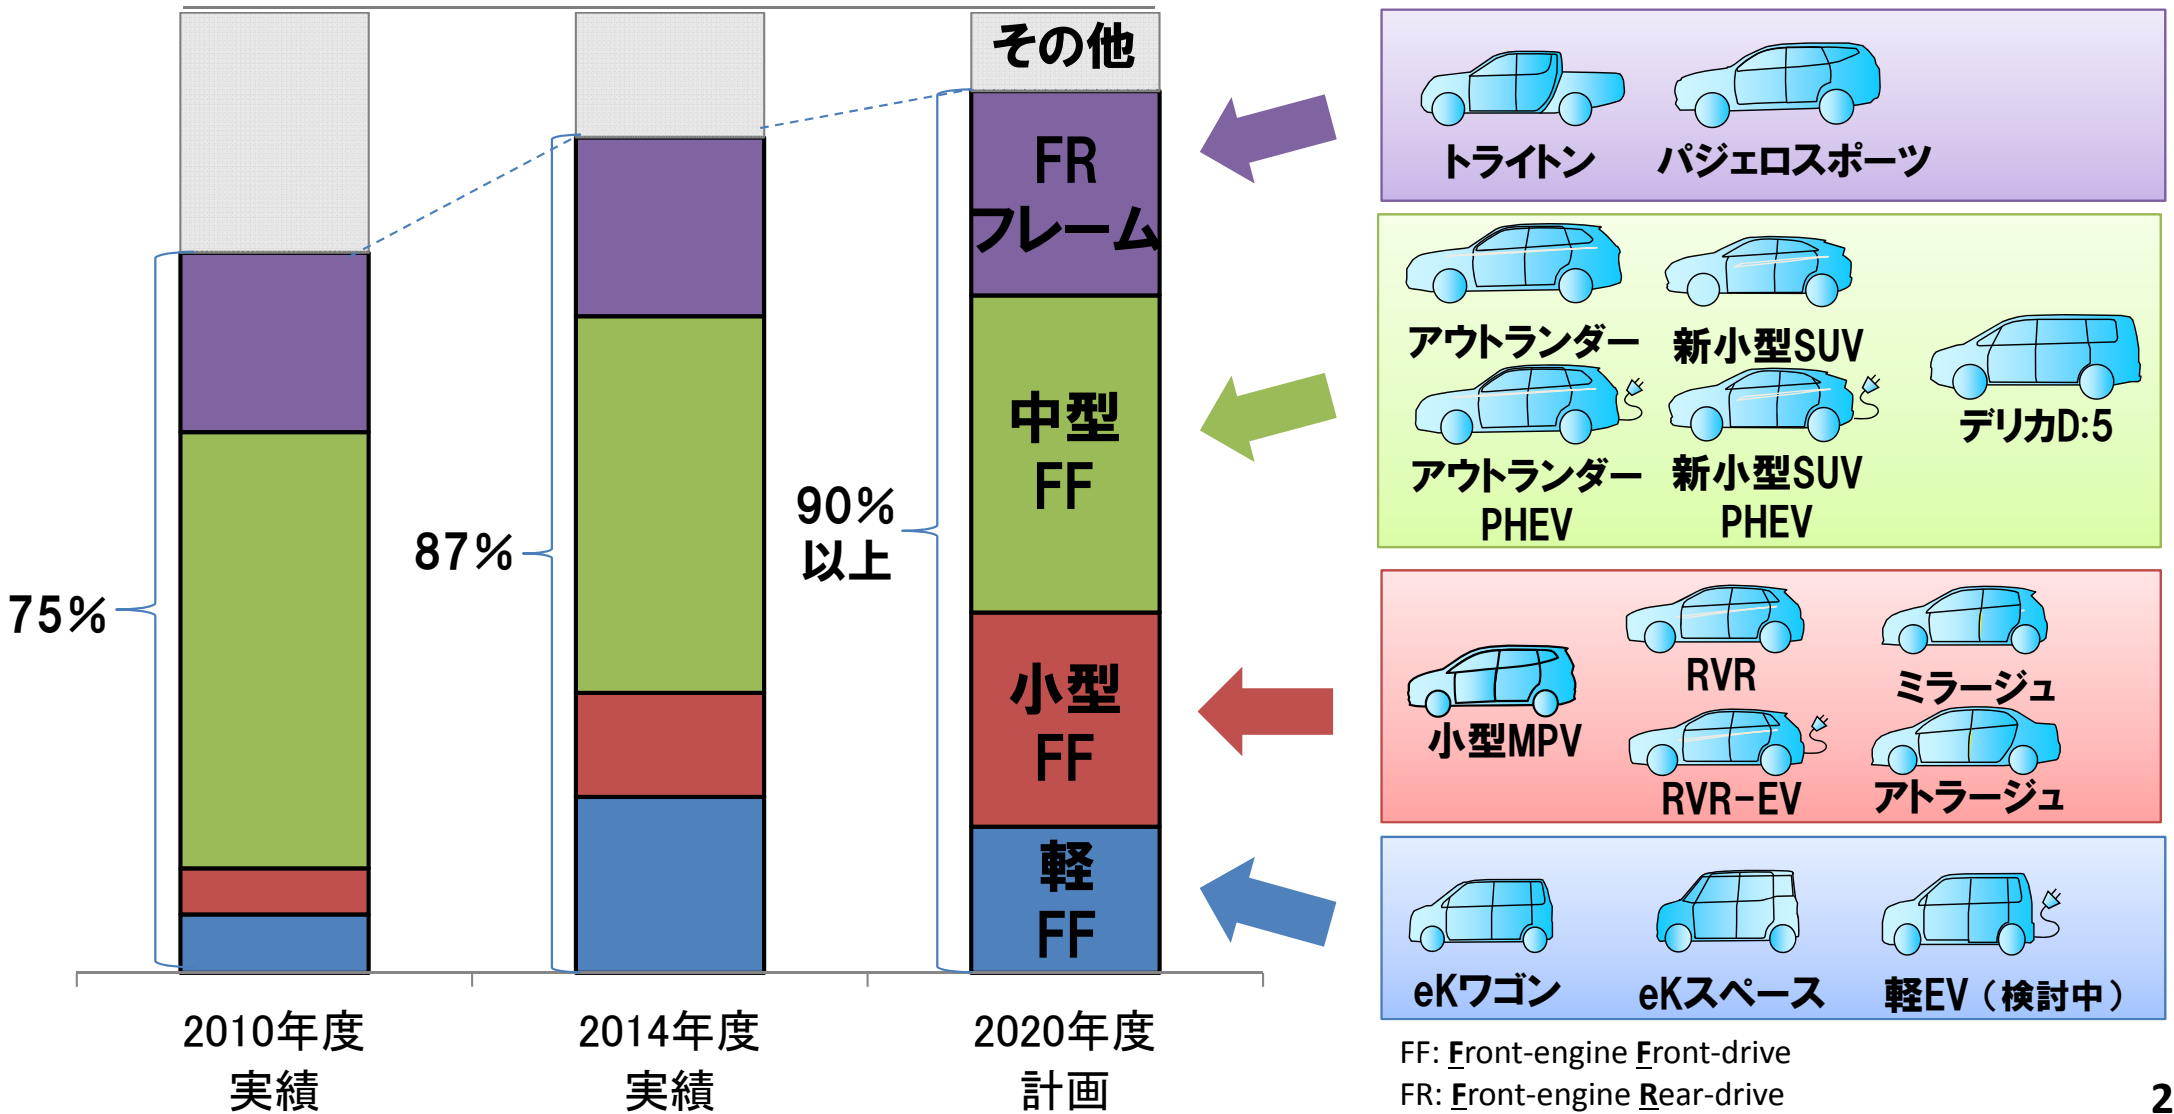 その他
FR
フレーム
中型
FF
小型
FF
軽
FF
75%
87%
90%
以上
2010年度
実績
2014年度
実績
2020年度
計画
トライトン
パジェロスポーツ
アウトランダー
新小型SUV
アウトランダー
PHEV
新小型SUV
PHEV
デリカD:5
小型MPV
RVR
ミラージュ
RVR-EV
アトラージュ
eKワゴン
eKスペース
軽EV（検討中）
FF: Front-engine Front-drive
FR: Front-engine Rear-drive
2